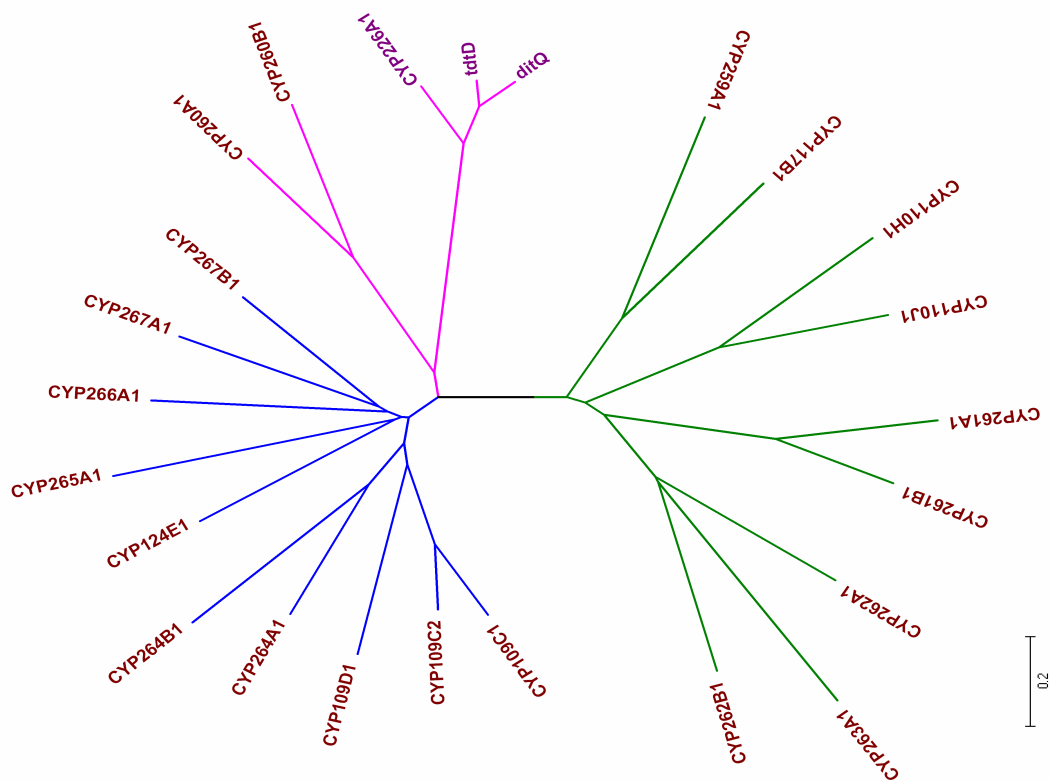 CYP226A1
tdtD
ditQ
CYP260B1
CYP260A1
CYP259A1
CYP117B1
CYP110H1
CYP110J1
CYP267B1
CYP267A1
CYP266A1
CYP265A1
CYP124E1
CYP264B1
CYP264A1
CYP109D1
CYP109C2
CYP109C1
CYP261A1
CYP261B1
CYP262A1
CYP263A1
CYP262B1
0.2